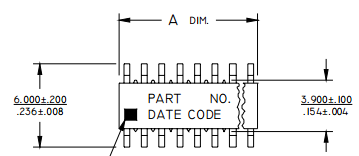 A DIM.
6.000±.200
.236±.008
PART NO.
DATE CODE
3.900±.100
.154±.004